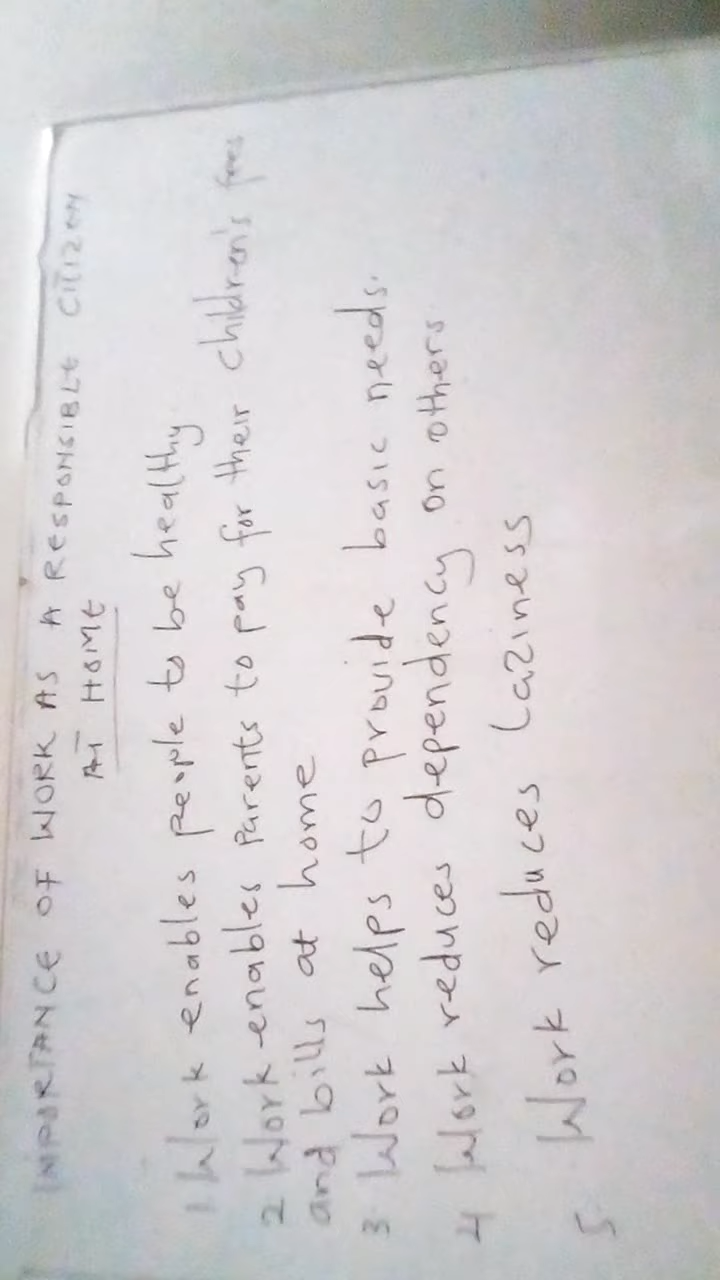 IMPORTANCE OF WORK AS A RESPONSIBLE CITIZEN
AT HOME
1 Work enables people to be healthy.
2 Work enables Parents to pay for their children's fees
and bills at home
3. Work helps to provide basic needs.
4 Work reduces dependency on others
5. Work reduces laziness